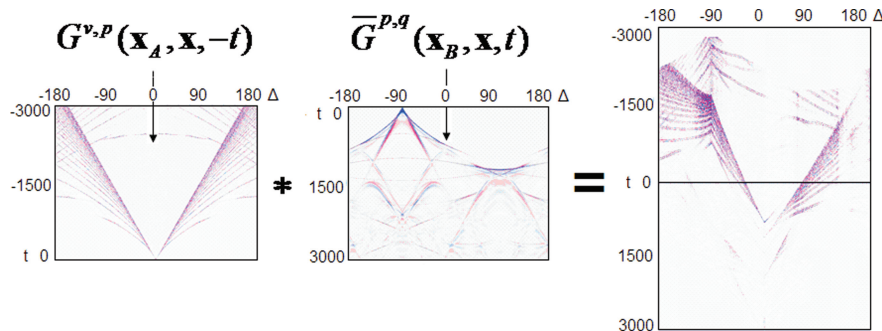 G^{v,p}(x_A, x, -t)
\overline{G}^{p,q}(x_B, x, t)
-180 -90 0 90 180 Δ
-3000
-1500
t 0
*
-180 -90 0 90 180 Δ
t 0
1500
3000
=
-180 -90 0 90 180 Δ
-3000
-1500
t 0
1500
3000